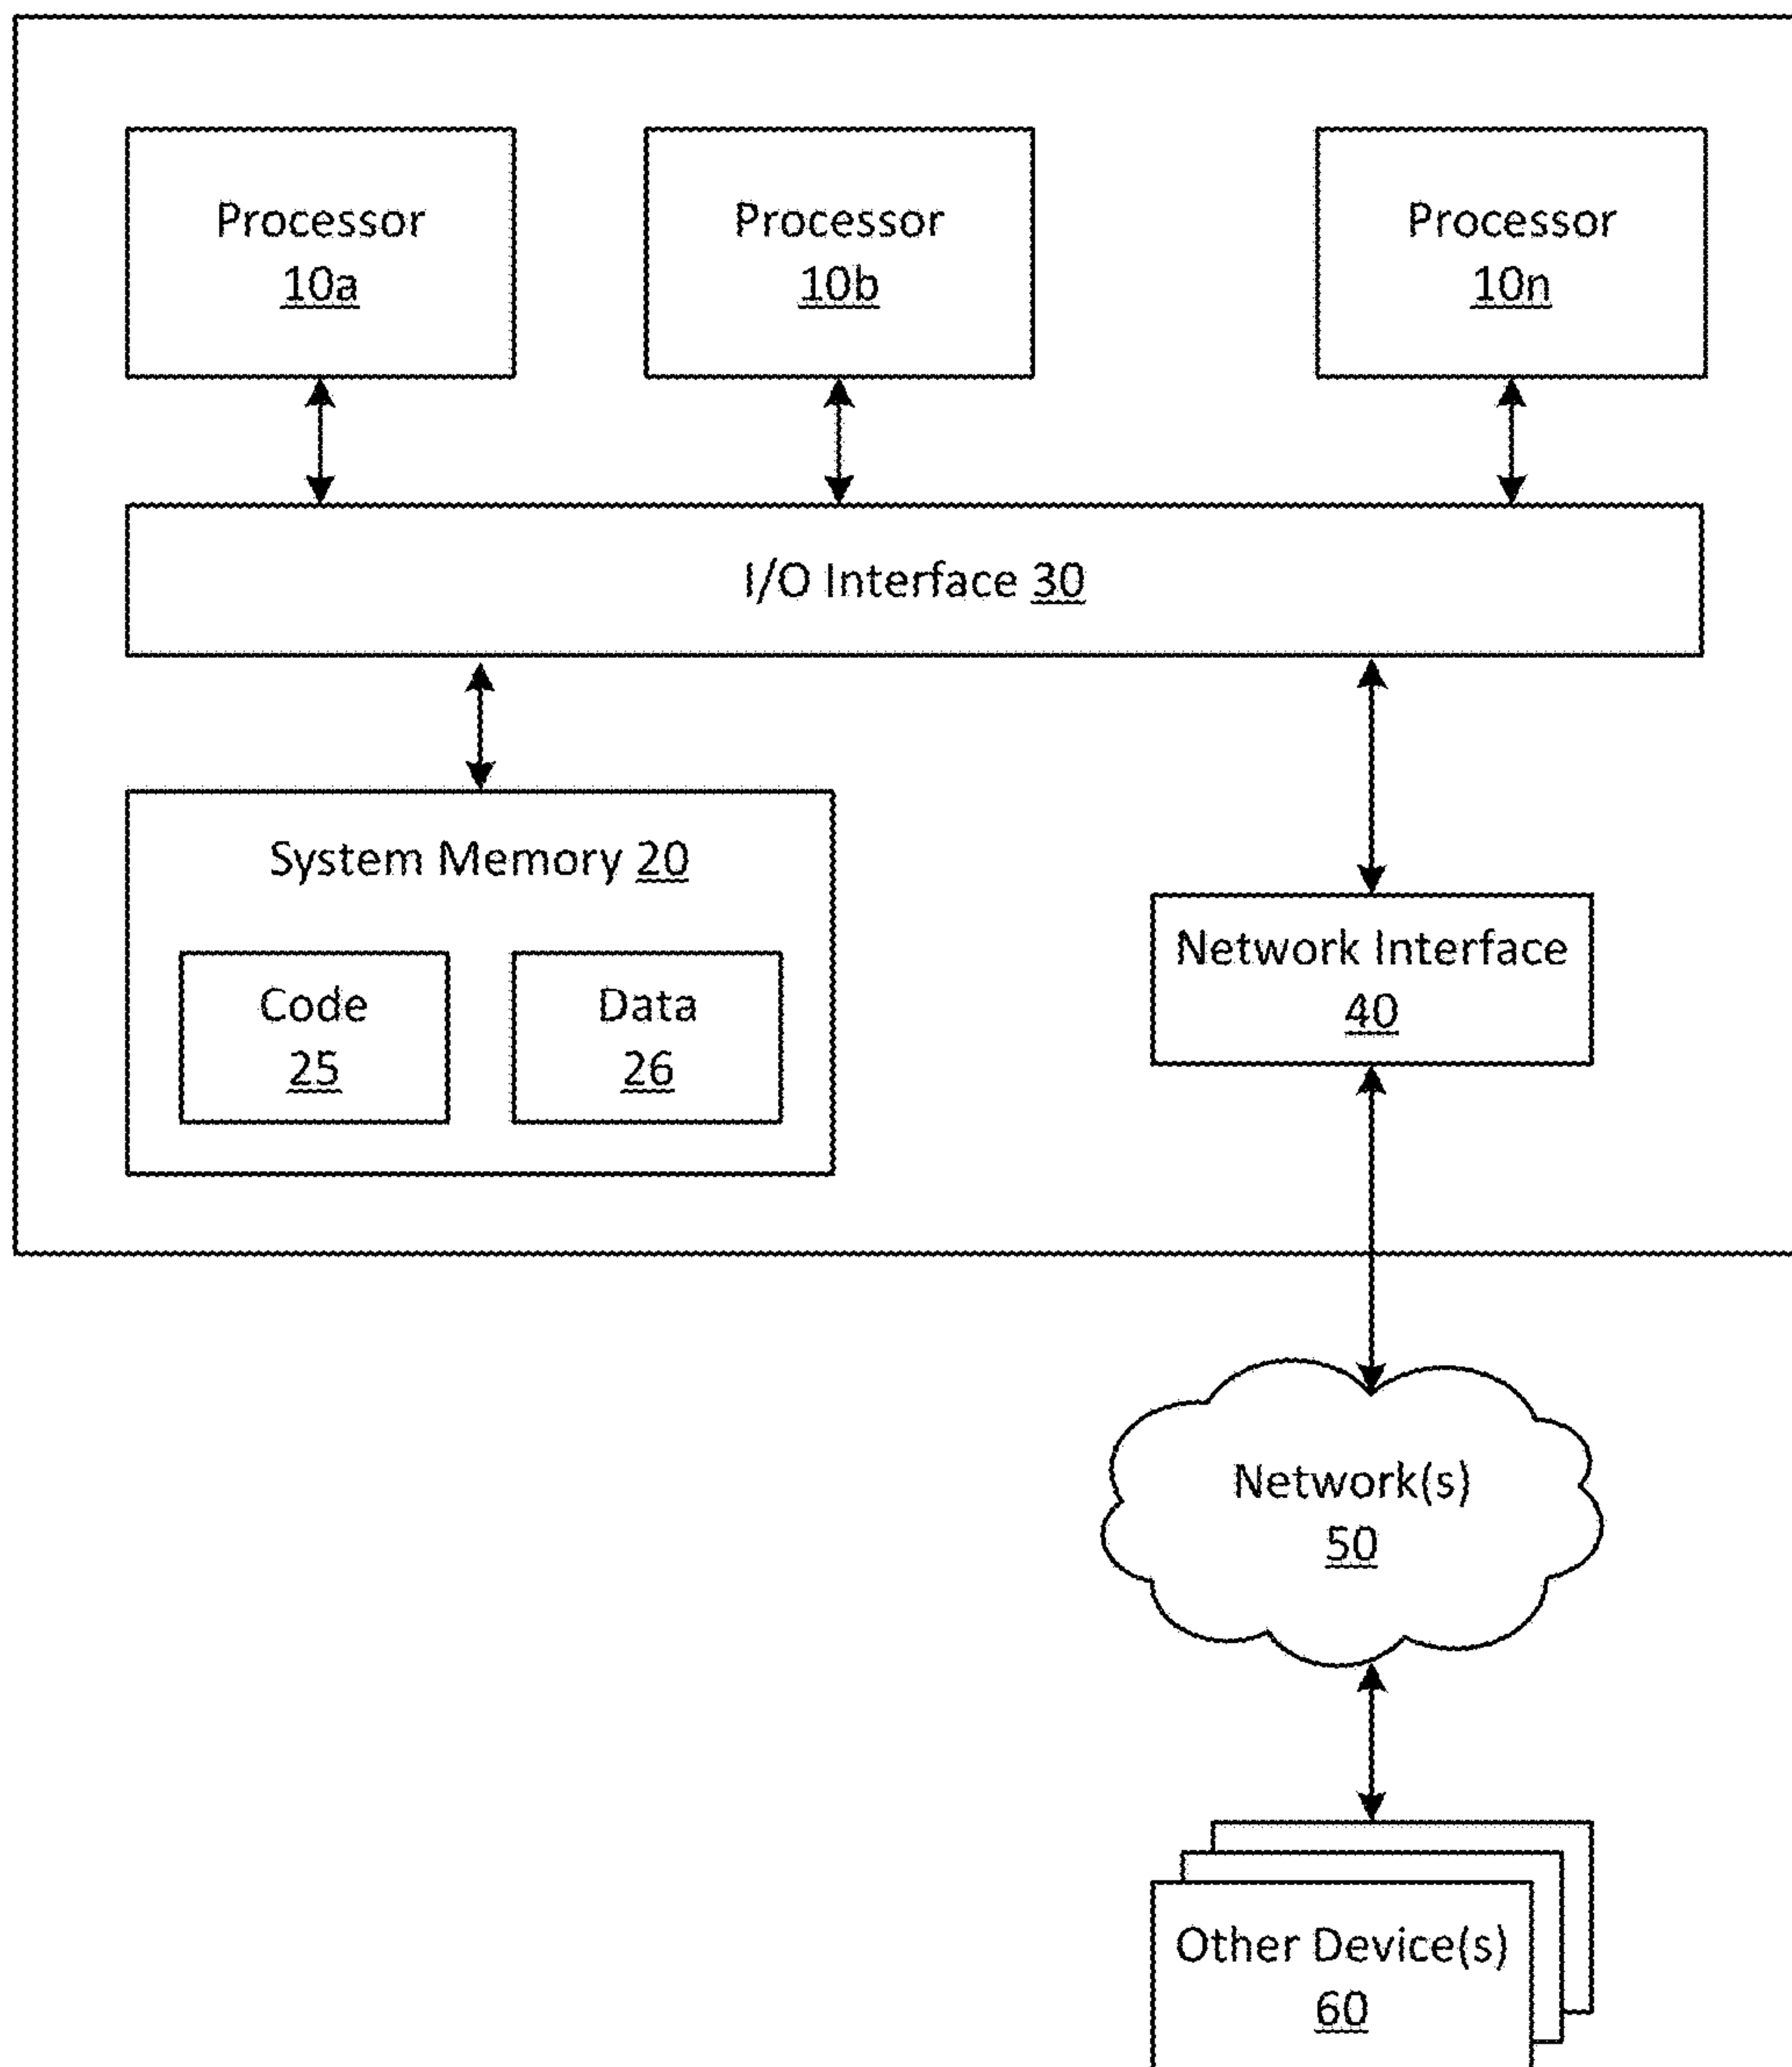 Processor
10a
Processor
10b
Processor
10n
I/O Interface 30
System Memory 20
Code
25
Data
26
Network Interface
40
Network(s)
50
Other Device(s)
60